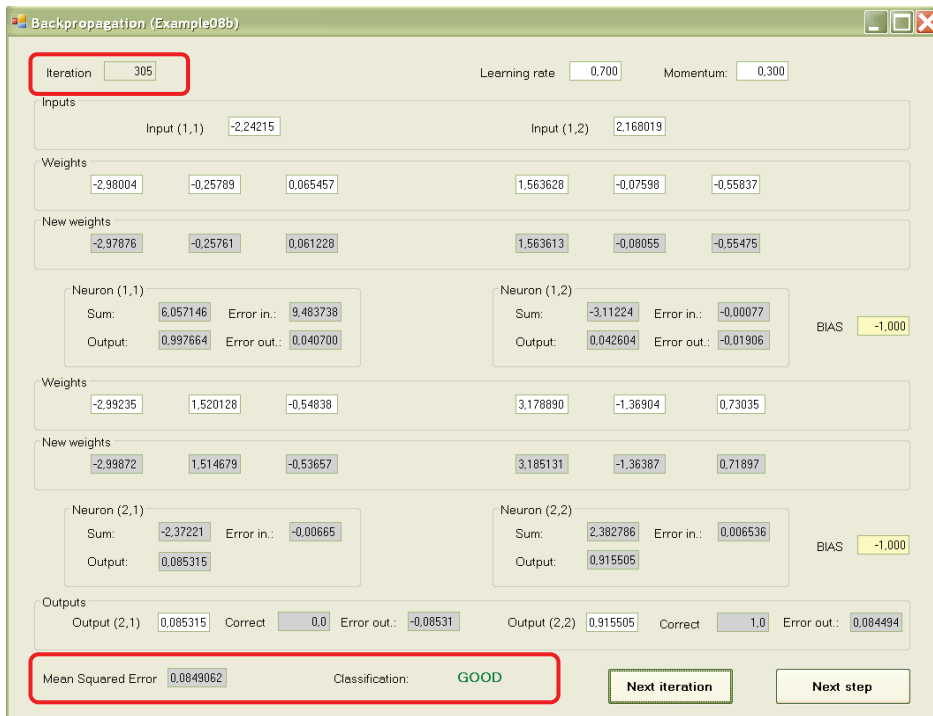 Backpropagation (Example08b)
Iteration 305 Learning rate 0,700 Momentum: 0,300
Inputs
Input (1,1) -2,24215 Input (1,2) 2,168019
Weights
-2,98004 -0,25789 0,065457 1,563628 -0,07598 -0,55837
New weights
-2,97876 -0,25761 0,061228 1,563613 -0,08055 -0,55475
Neuron (1,1) Neuron (1,2)
Sum: 6,057146 Error in.: 9,483738 Sum: -3,11224 Error in.: -0,00077
BIAS -1,000
Output: 0,997664 Error out.: 0,040700 Output: 0,042604 Error out.: -0,01906
Weights
-2,99235 1,520128 -0,54838 3,178890 -1,36904 0,73035
New weights
-2,99872 1,514679 -0,53657 3,185131 -1,36387 0,71897
Neuron (2,1) Neuron (2,2)
Sum: -2,37221 Error in.: -0,00665 Sum: 2,382786 Error in.: 0,006536
BIAS -1,000
Output: 0,085315 Output: 0,915505
Outputs
Output (2,1) 0,085315 Correct 0,0 Error out.: -0,08531 Output (2,2) 0,915505 Correct 1,0 Error out.: 0,084494
Mean Squared Error 0,0849062 Classification: GOOD Next iteration Next step